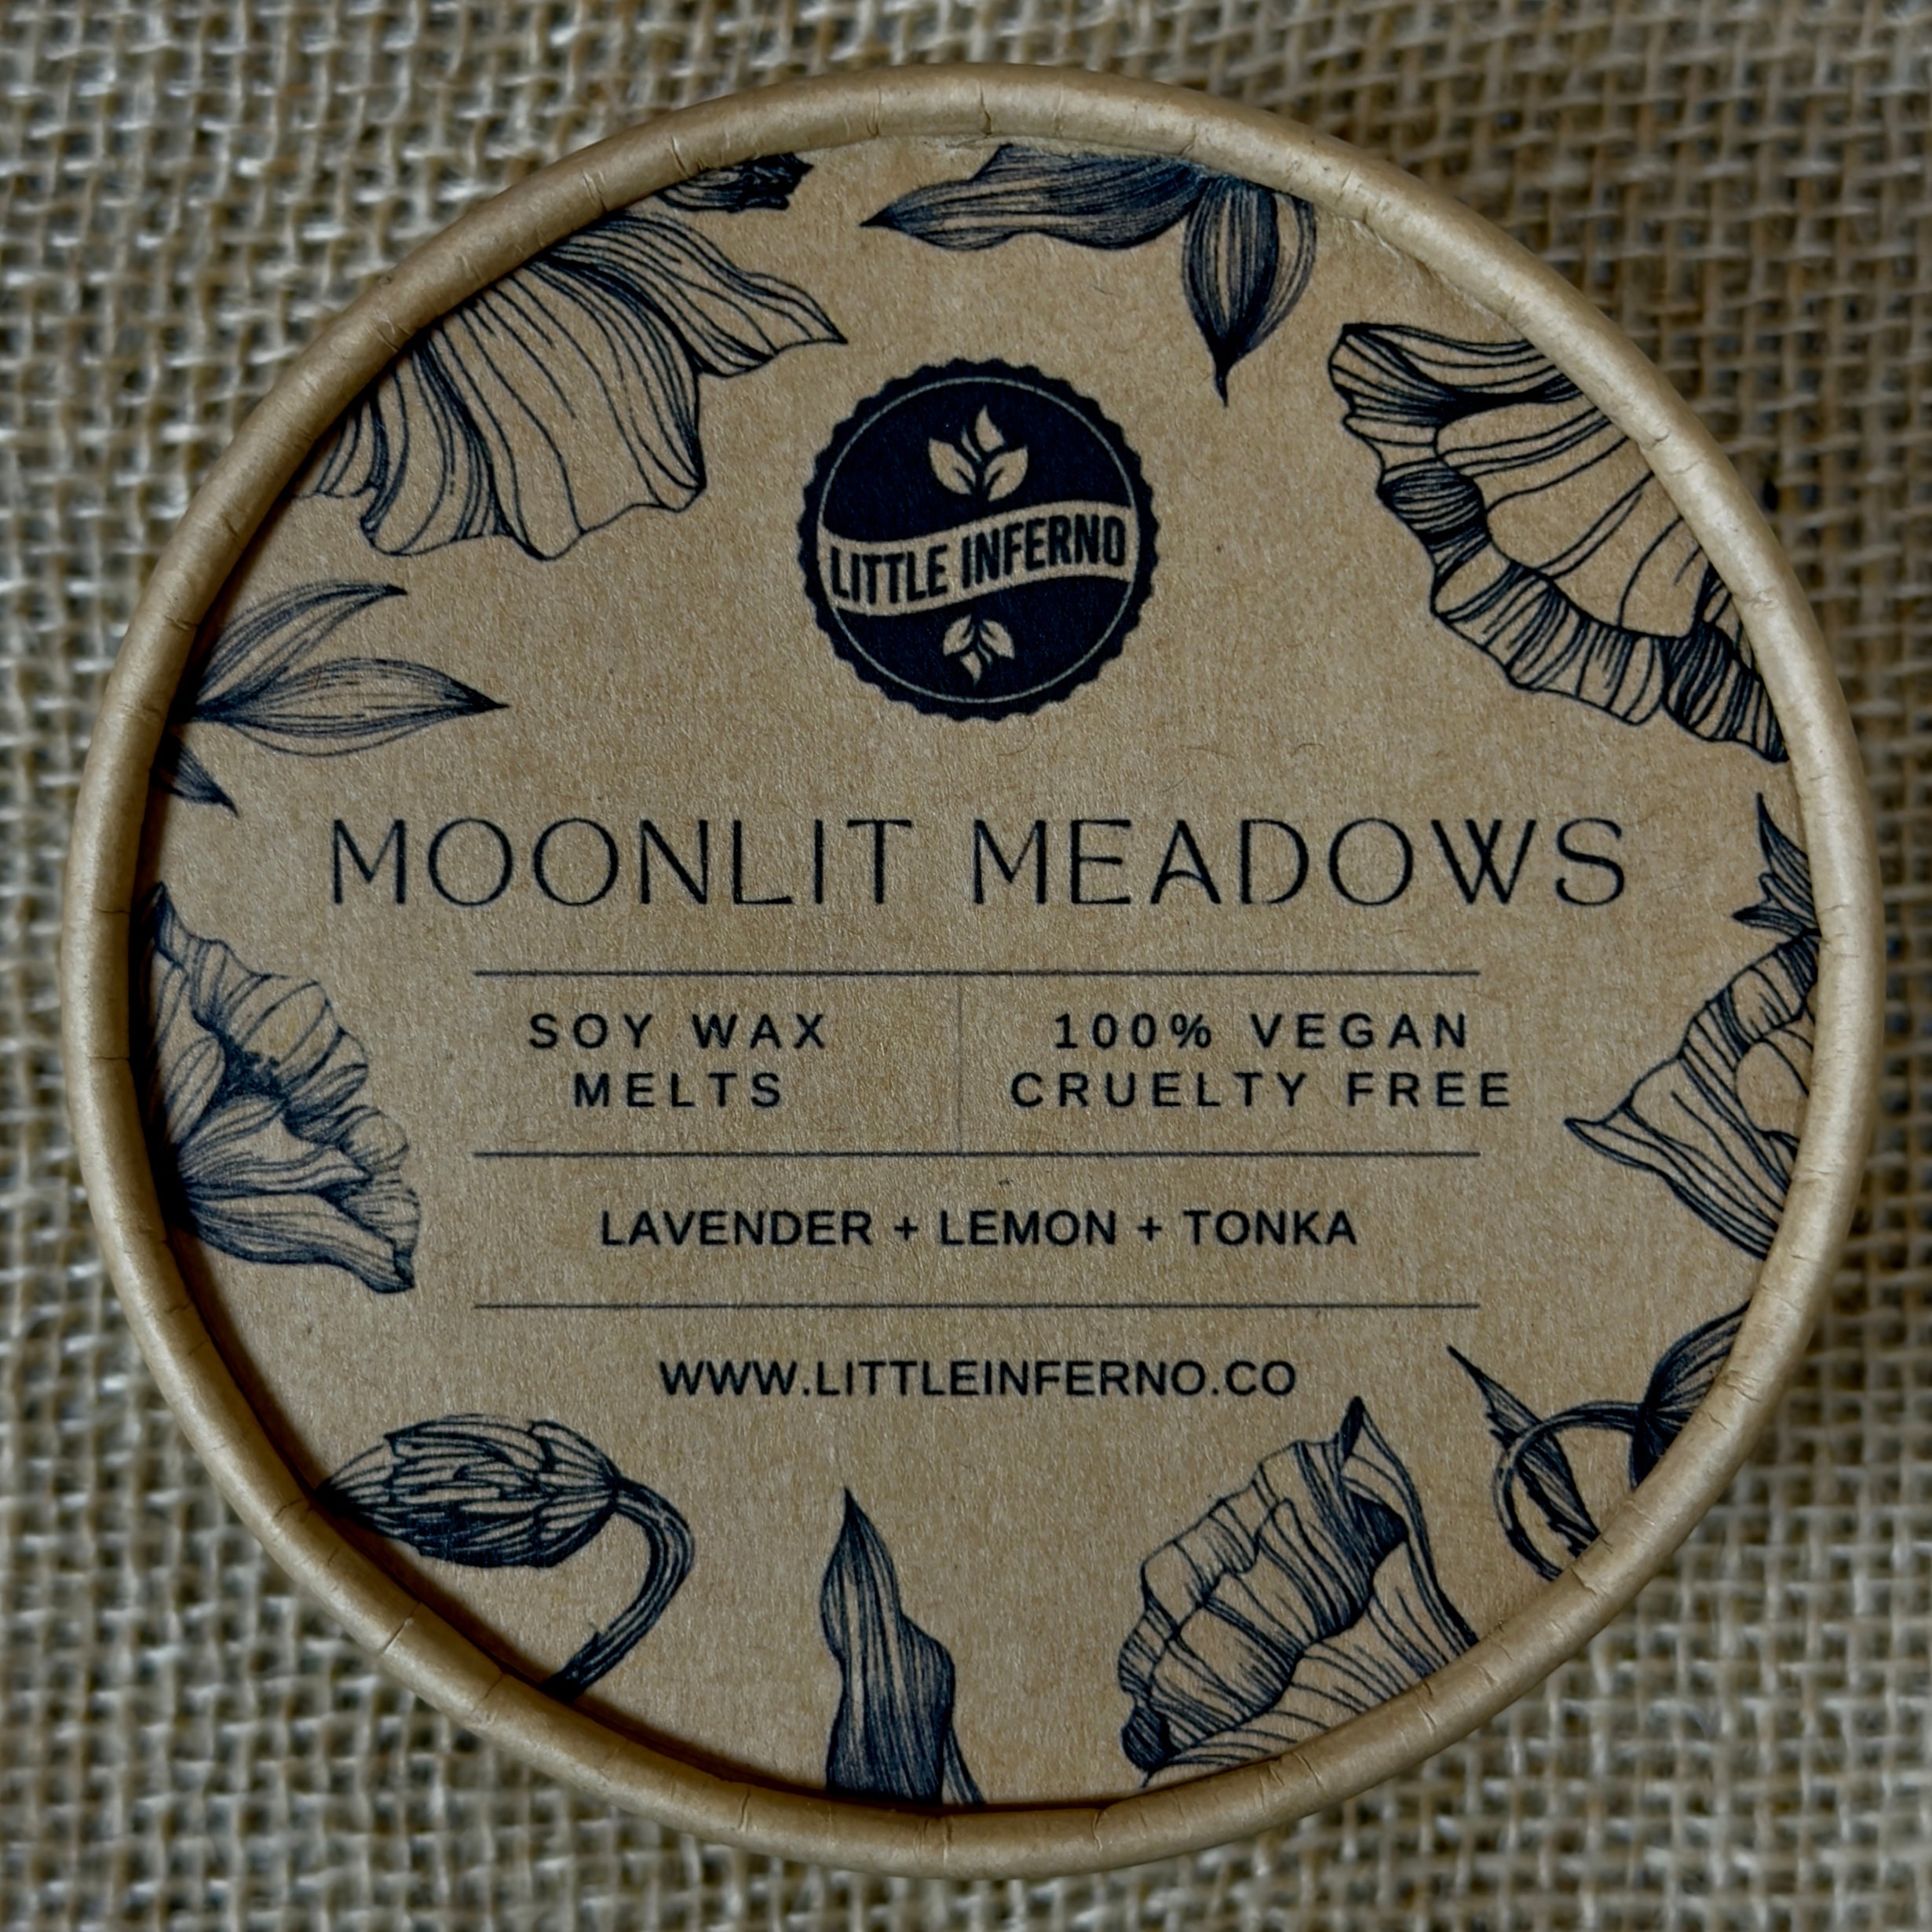 LITTLE INFERNO
MOONLIT MEADOWS
SOY WAX
MELTS
100% VEGAN
CRUELTY FREE
LAVENDER + LEMON + TONKA
WWW.LITTLEINFERNO.CO